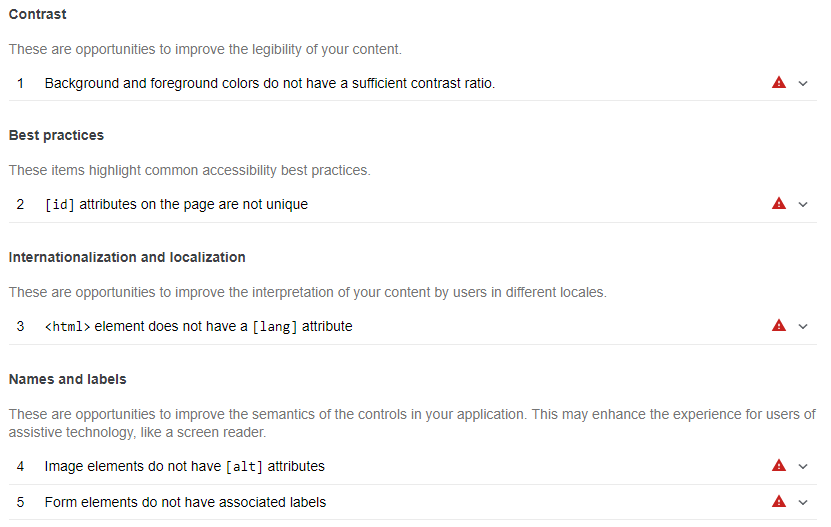 Contrast
These are opportunities to improve the legibility of your content.
1 Background and foreground colors do not have a sufficient contrast ratio.
Best practices
These items highlight common accessibility best practices.
2 [id] attributes on the page are not unique
Internationalization and localization
These are opportunities to improve the interpretation of your content by users in different locales.
3 <html> element does not have a [lang] attribute
Names and labels
These are opportunities to improve the semantics of the controls in your application. This may enhance the experience for users of
assistive technology, like a screen reader.
4 Image elements do not have [alt] attributes
5 Form elements do not have associated labels